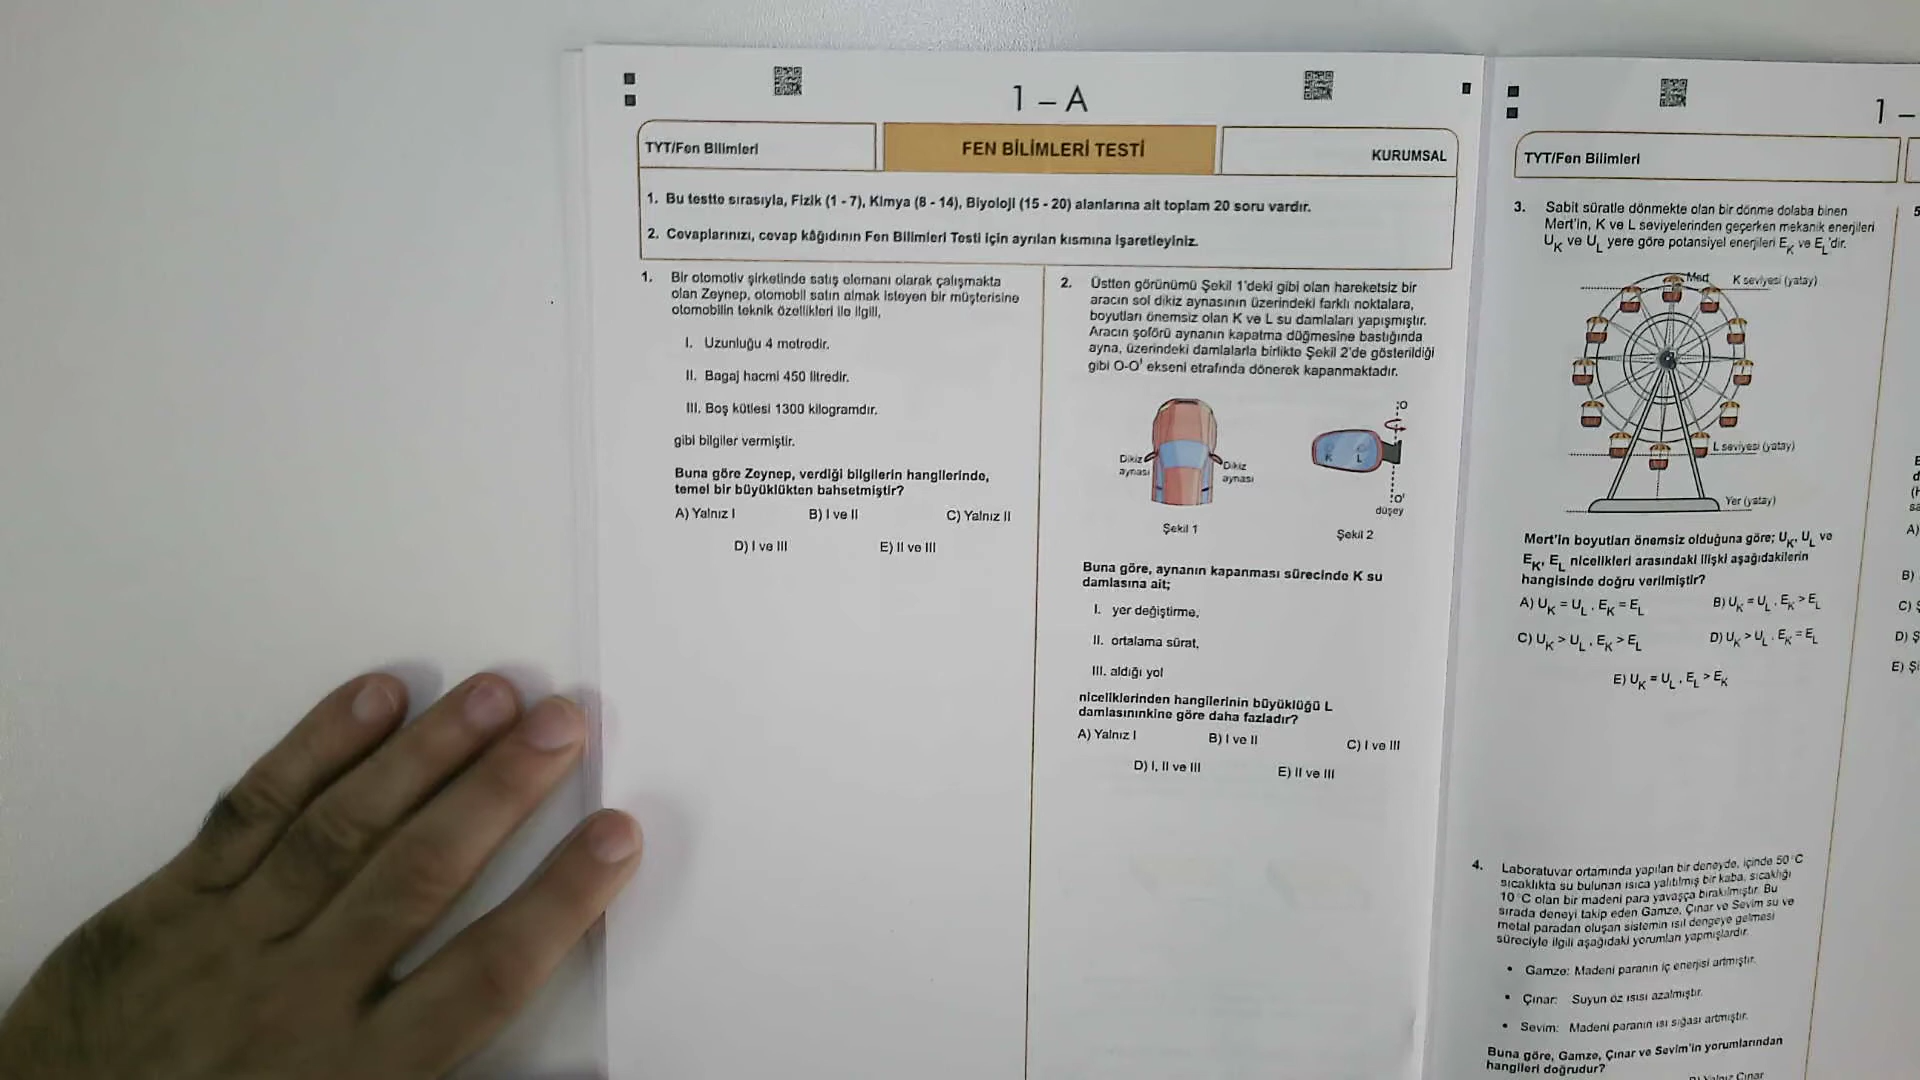 1 – A
TYT/Fen Bilimleri
FEN BİLİMLERİ TESTİ
KURUMSAL
1. Bu testte sırasıyla, Fizik (1 - 7), Kimya (8 - 14), Biyoloji (15 - 20) alanlarına ait toplam 20 soru vardır.
2. Cevaplarınızı, cevap kâğıdının Fen Bilimleri Testi için ayrılan kısmına işaretleyiniz.
1. Bir otomotiv şirketinde satış elemanı olarak çalışmakta
olan Zeynep, otomobil satın almak isteyen bir müşterisine
otomobilin teknik özellikleri ile ilgili,
I. Uzunluğu 4 metredir.
II. Bagaj hacmi 450 litredir.
III. Boş kütlesi 1300 kilogramdır.
gibi bilgiler vermiştir.
Buna göre Zeynep, verdiği bilgilerin hangilerinde,
temel bir büyüklükten bahsetmiştir?
A) Yalnız I B) I ve II C) Yalnız II
D) I ve III E) II ve III
2. Üstten görünümü Şekil 1'deki gibi olan hareketsiz bir
aracın sol dikiz aynasının üzerindeki farklı noktalara,
boyutları önemsiz olan K ve L su damlaları yapışmıştır.
Aracın şoförü aynanın kapatma düğmesine bastığında
ayna, üzerindeki damlalarla birlikte Şekil 2'de gösterildiği
gibi O-O' ekseni etrafında dönerek kapanmaktadır.
Dikiz
aynası
Dikiz
aynası
Şekil 1
O
K L
O'
düşey
Şekil 2
Buna göre, aynanın kapanması sürecinde K su
damlasına ait;
I. yer değiştirme,
II. ortalama sürat,
III. aldığı yol
niceliklerinden hangilerinin büyüklüğü L
damlasınınkine göre daha fazladır?
A) Yalnız I B) I ve II C) I ve III
D) I, II ve III E) II ve III
1 –
TYT/Fen Bilimleri
3. Sabit süratle dönmekte olan bir dönme dolaba binen
Mert'in, K ve L seviyelerinden geçerken mekanik enerjileri
U_K ve U_L yere göre potansiyel enerjileri E_K ve E_L'dir.
Mert
K seviyesi (yatay)
L seviyesi (yatay)
Yer (yatay)
Mert'in boyutları önemsiz olduğuna göre; U_K, U_L ve
E_K, E_L nicelikleri arasındaki ilişki aşağıdakilerin
hangisinde doğru verilmiştir?
A) U_K = U_L , E_K = E_L B) U_K = U_L , E_K > E_L
C) U_K > U_L , E_K > E_L D) U_K > U_L , E_K = E_L
E) U_K = U_L , E_L > E_K
4. Laboratuvar ortamında yapılan bir deneyde, içinde 50 °C
sıcaklıkta su bulunan ısıca yalıtılmış bir kaba, sıcaklığı
10 °C olan bir madeni para yavaşça bırakılmıştır. Bu
sırada deneyi takip eden Gamze, Çınar ve Sevim su ve
metal paradan oluşan sistemin ısıl dengeye gelmesi
süreciyle ilgili aşağıdaki yorumları yapmışlardır.
• Gamze: Madeni paranın iç enerjisi artmıştır.
• Çınar: Suyun öz ısısı azalmıştır.
• Sevim: Madeni paranın ısı sığası artmıştır.
Buna göre, Gamze, Çınar ve Sevim'in yorumlarından
hangileri doğrudur?
A)
B)
C)
D) Ş
E) Şi